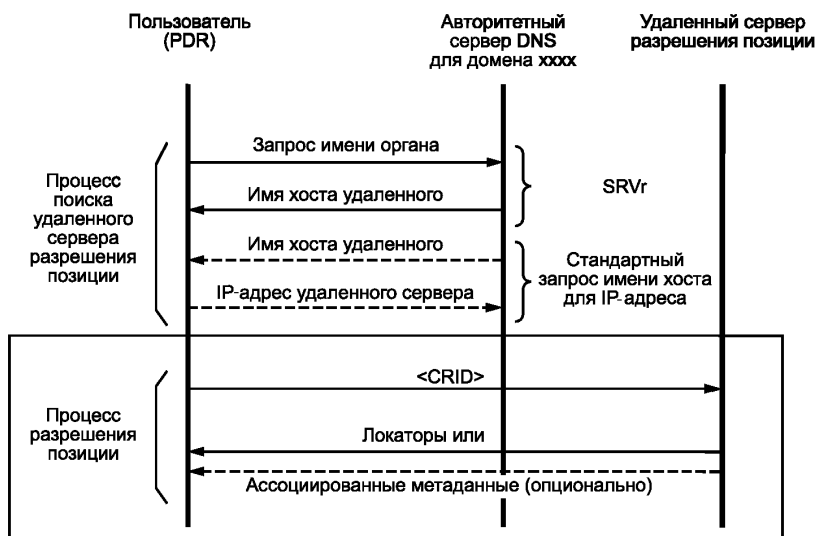 Пользователь
(PDR)
Авторитетный
сервер DNS
для домена xxxx
Удаленный сервер
разрешения позиции
Процесс
поиска
удаленного
сервера
разрешения
позиции
Запрос имени органа
Имя хоста удаленного
SRVr
Имя хоста удаленного
IP-адрес удаленного сервера
Стандартный
запрос имени хоста
для IP-адреса
Процесс
разрешения
позиции
<CRID>
Локаторы или
Ассоциированные метаданные (опционально)